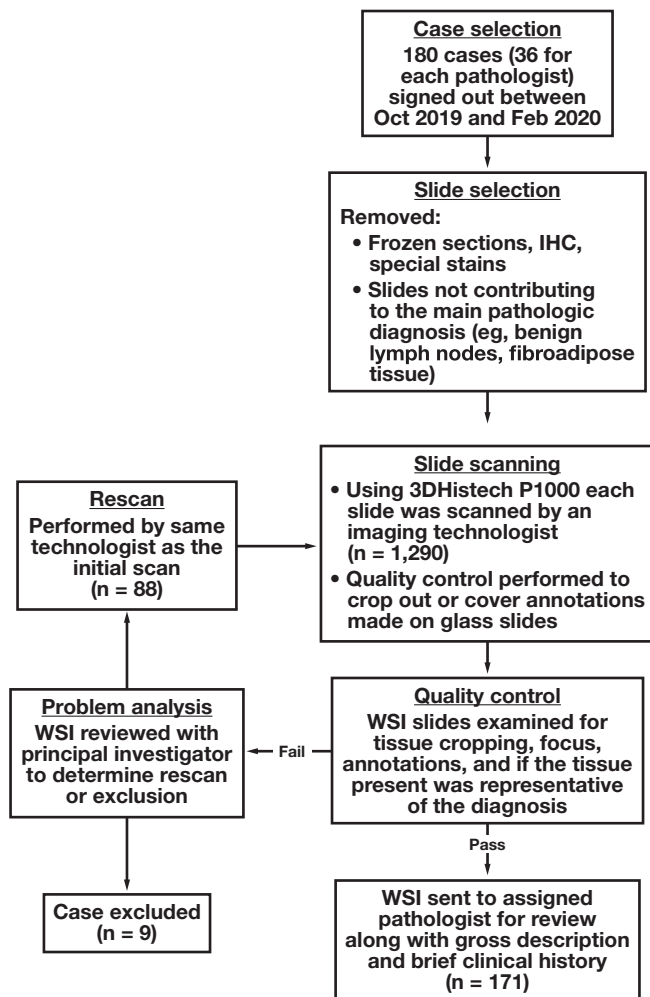 Case selection
180 cases (36 for
each pathologist)
signed out between
Oct 2019 and Feb 2020
Slide selection
Removed:
• Frozen sections, IHC,
special stains
• Slides not contributing
to the main pathologic
diagnosis (eg, benign
lymph nodes, fibroadipose
tissue)
Slide scanning
• Using 3DHistech P1000 each
slide was scanned by an
imaging technologist
(n = 1,290)
• Quality control performed to
crop out or cover annotations
made on glass slides
Rescan
Performed by same
technologist as the
initial scan
(n = 88)
Quality control
WSI slides examined for
tissue cropping, focus,
annotations, and if the tissue
present was representative
of the diagnosis
Fail
Problem analysis
WSI reviewed with
principal investigator
to determine rescan
or exclusion
Pass
Case excluded
(n = 9)
WSI sent to assigned
pathologist for review
along with gross description
and brief clinical history
(n = 171)